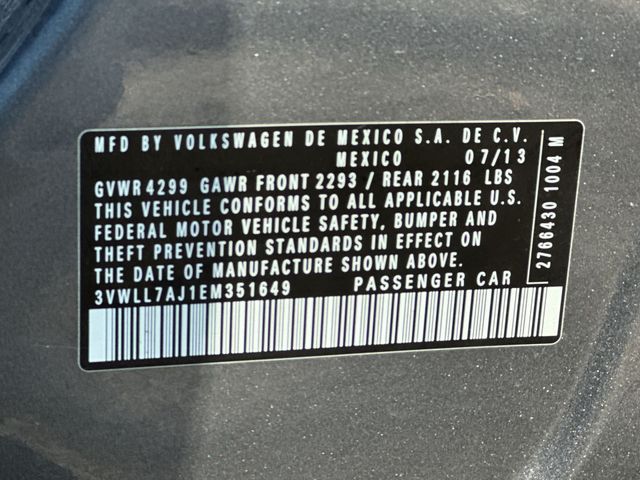 MFD BY VOLKSWAGEN DE MEXICO S.A. DE C.V.
MEXICO 07/13
GVWR 4299 GAWR FRONT 2293 / REAR 2116 LBS
THIS VEHICLE CONFORMS TO ALL APPLICABLE U.S.
FEDERAL MOTOR VEHICLE SAFETY, BUMPER AND
THEFT PREVENTION STANDARDS IN EFFECT ON
THE DATE OF MANUFACTURE SHOWN ABOVE.
3VWLL7AJ1EM351649 PASSENGER CAR
2766430 1004 M